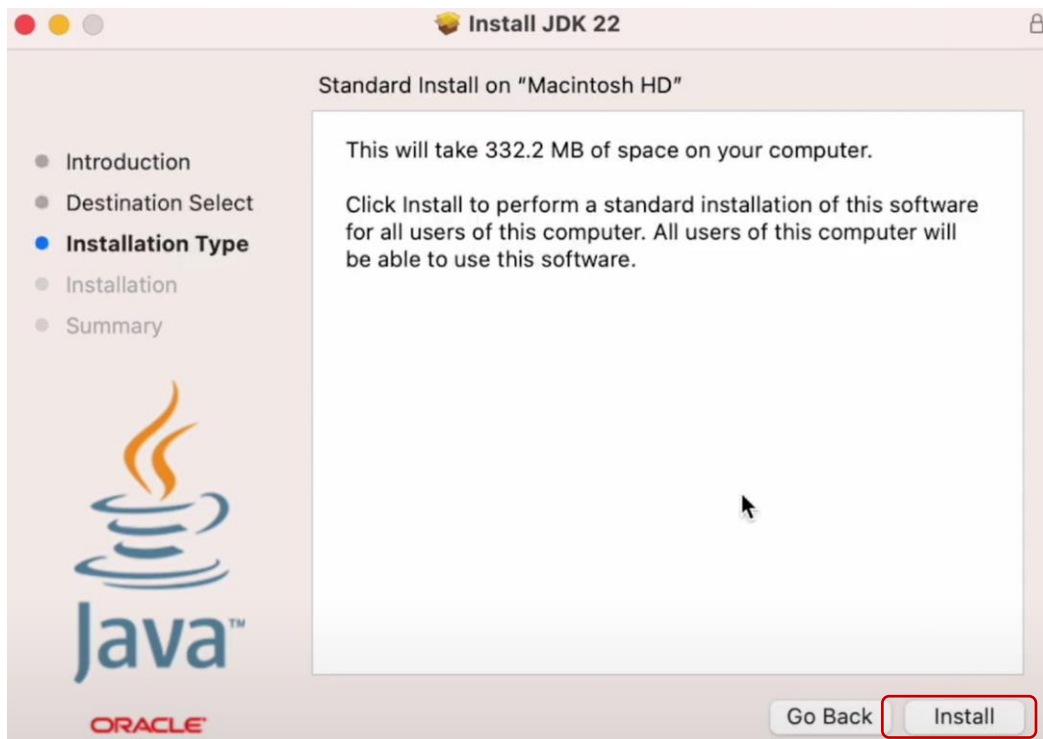 Install JDK 22
Standard Install on "Macintosh HD"
Introduction
Destination Select
Installation Type
Installation
Summary
This will take 332.2 MB of space on your computer.
Click Install to perform a standard installation of this software
for all users of this computer. All users of this computer will
be able to use this software.
Java™
ORACLE®
Go Back
Install